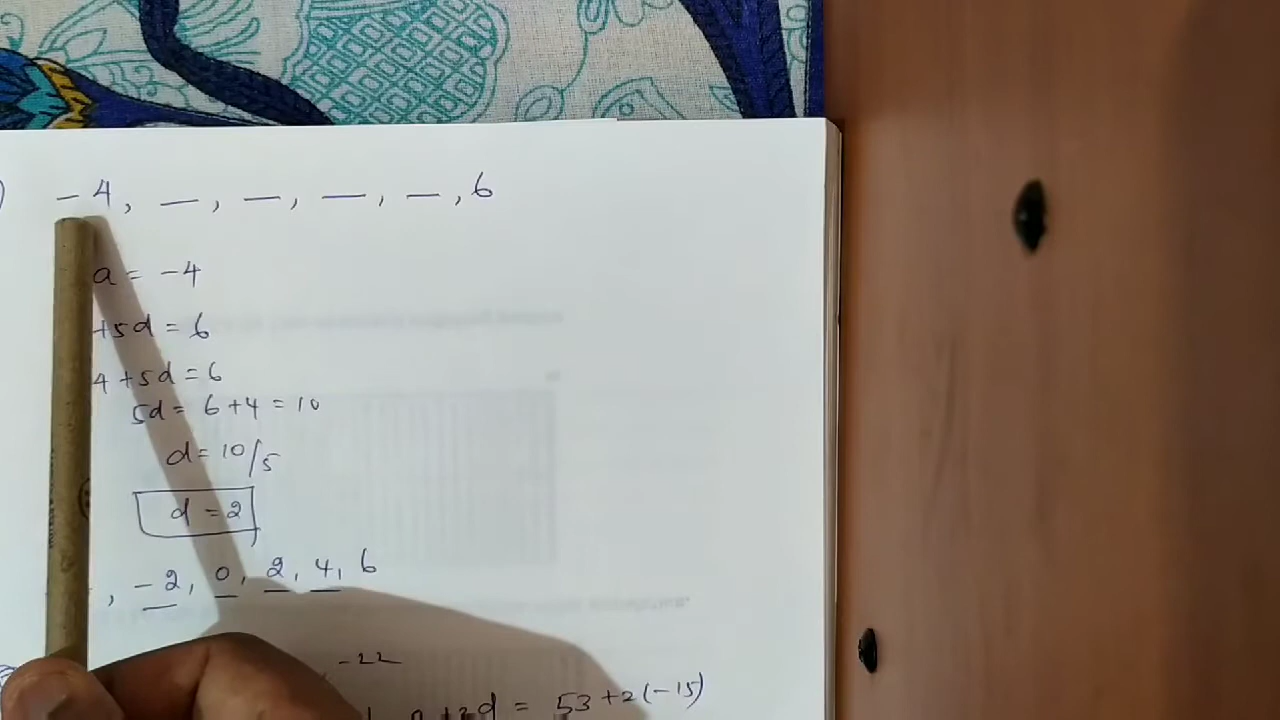 ) -4, __, __, __, __, 6
a = -4
+5d = 6
4 +5d = 6
5d = 6+4 = 10
d = 10/5
d = 2
, -2, 0, 2, 4, 6
-22
+2d = 53+2(-15)